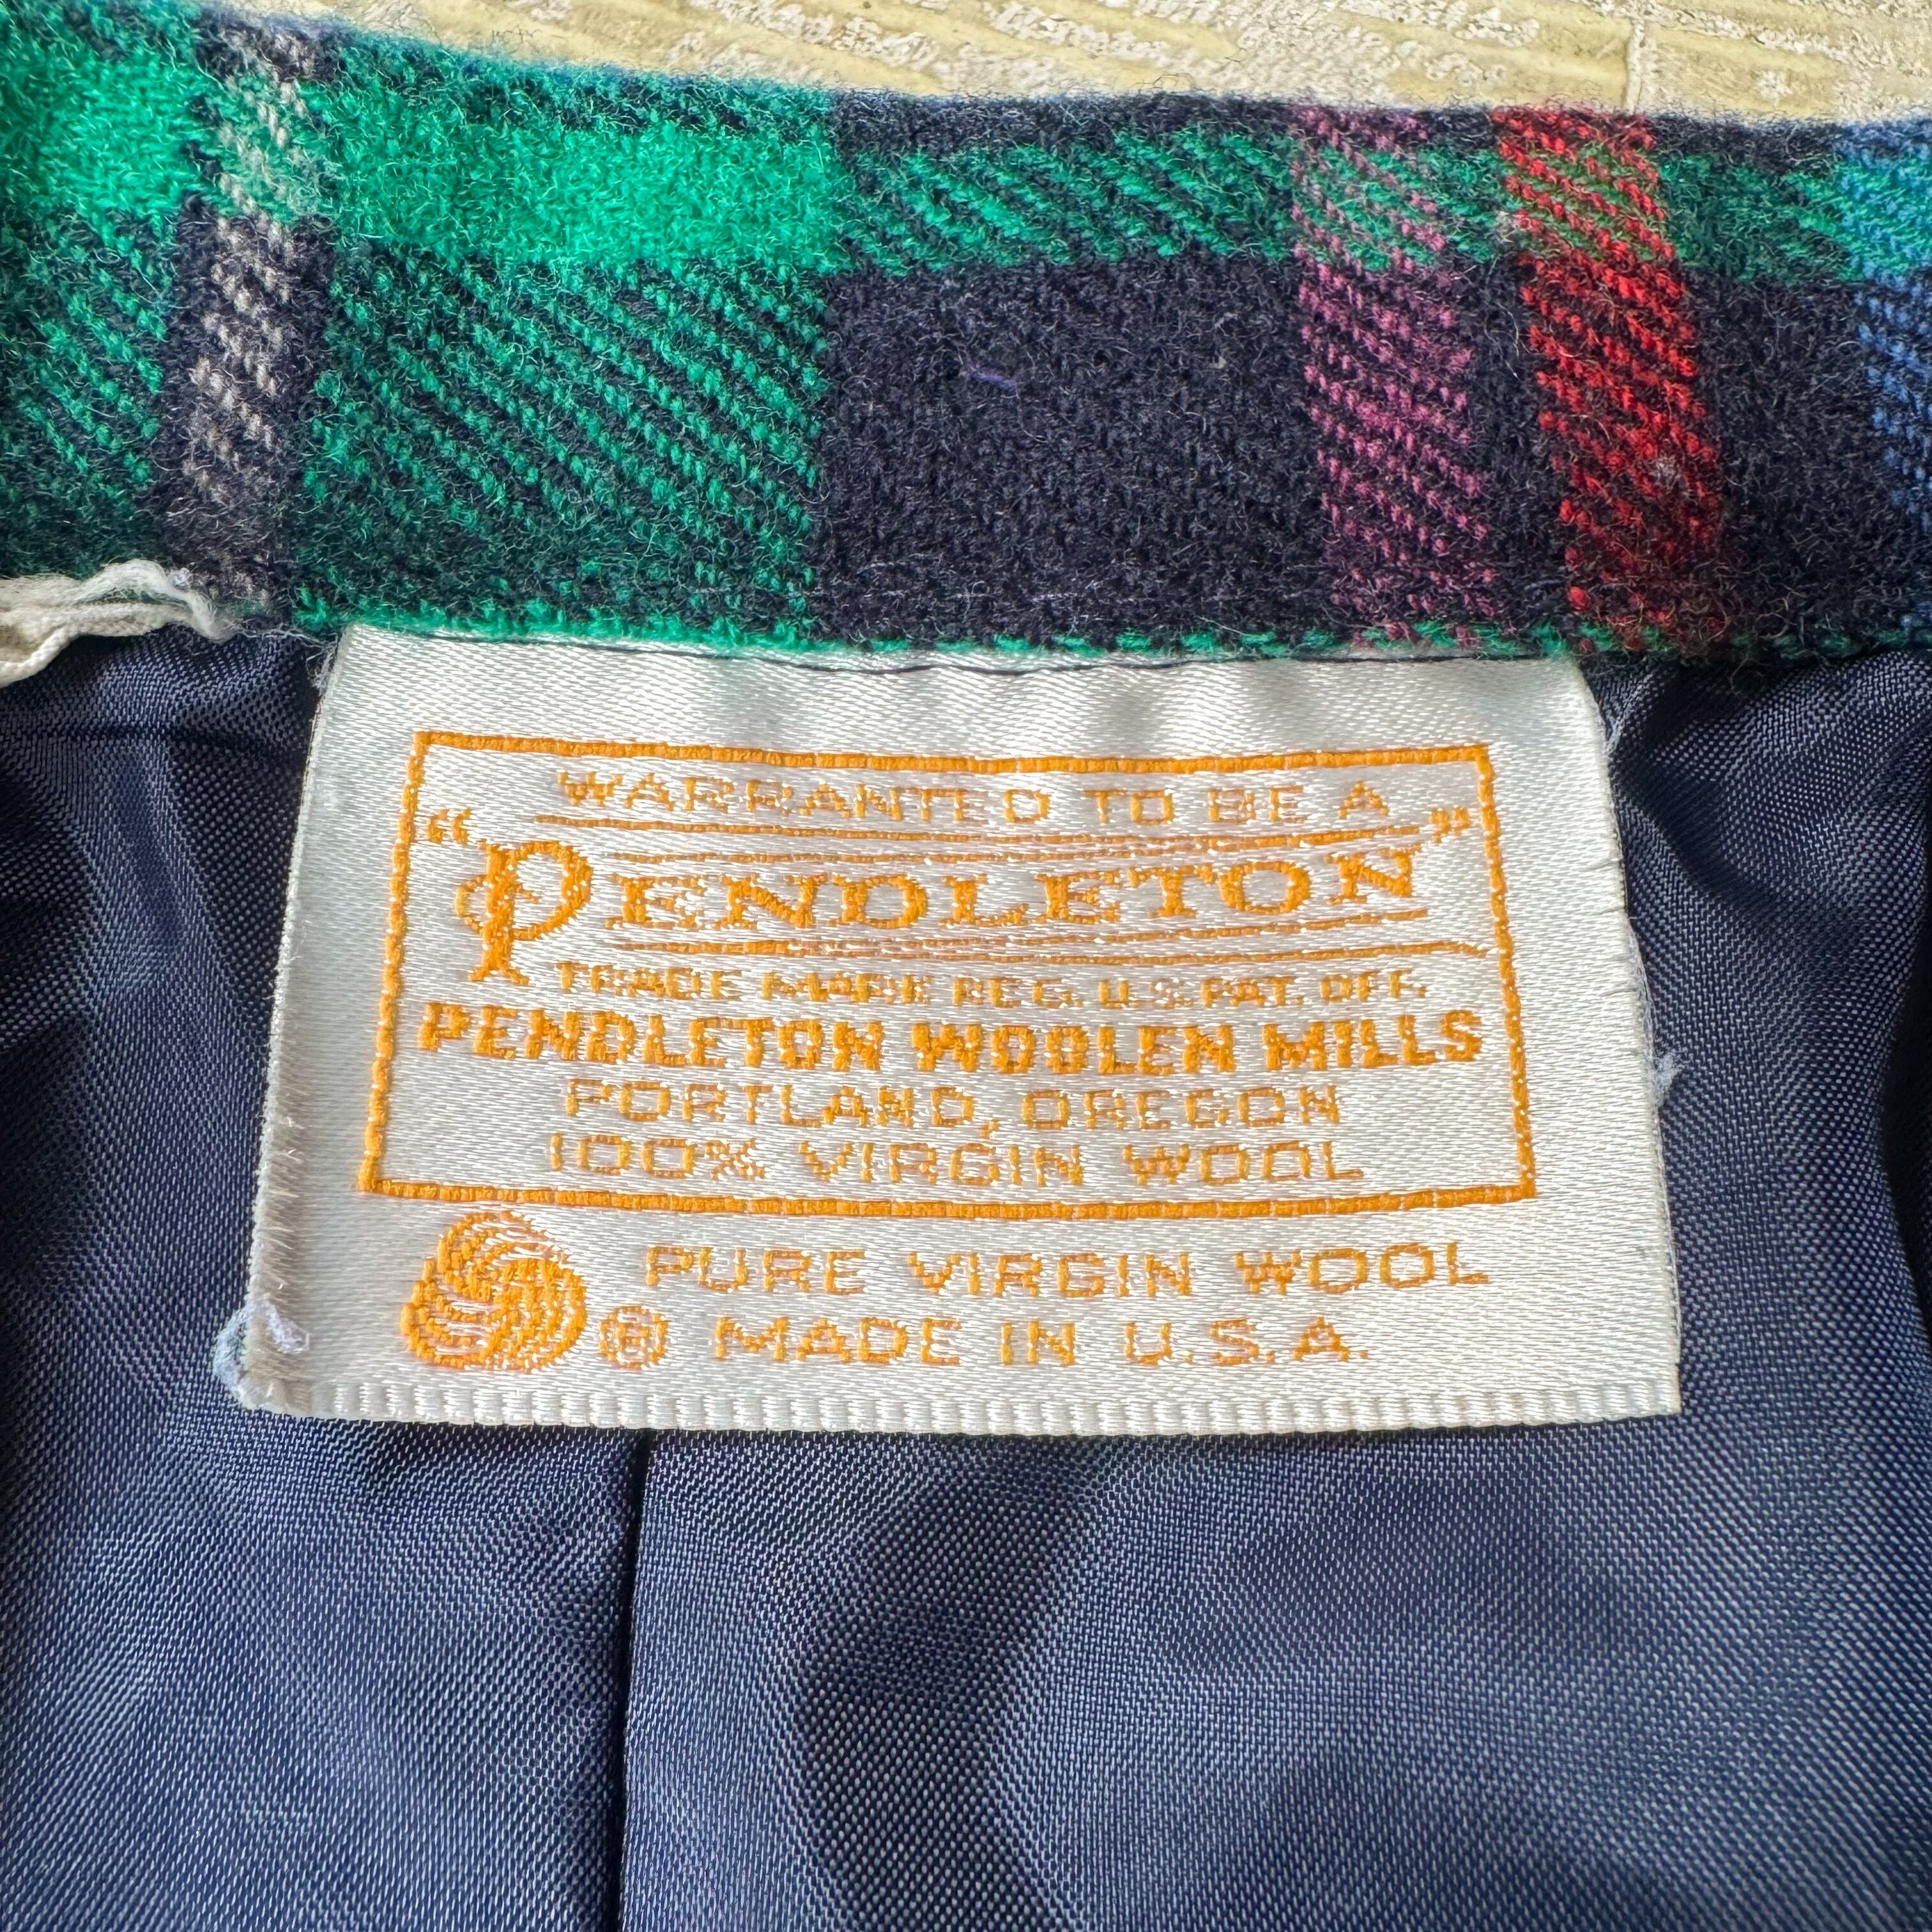 WARRANTED TO BE A
"PENDLETON"
TRADE MARK REG. U.S. PAT. OFF.
PENDLETON WOOLEN MILLS
PORTLAND, OREGON
100% VIRGIN WOOL
PURE VIRGIN WOOL
® MADE IN U.S.A.